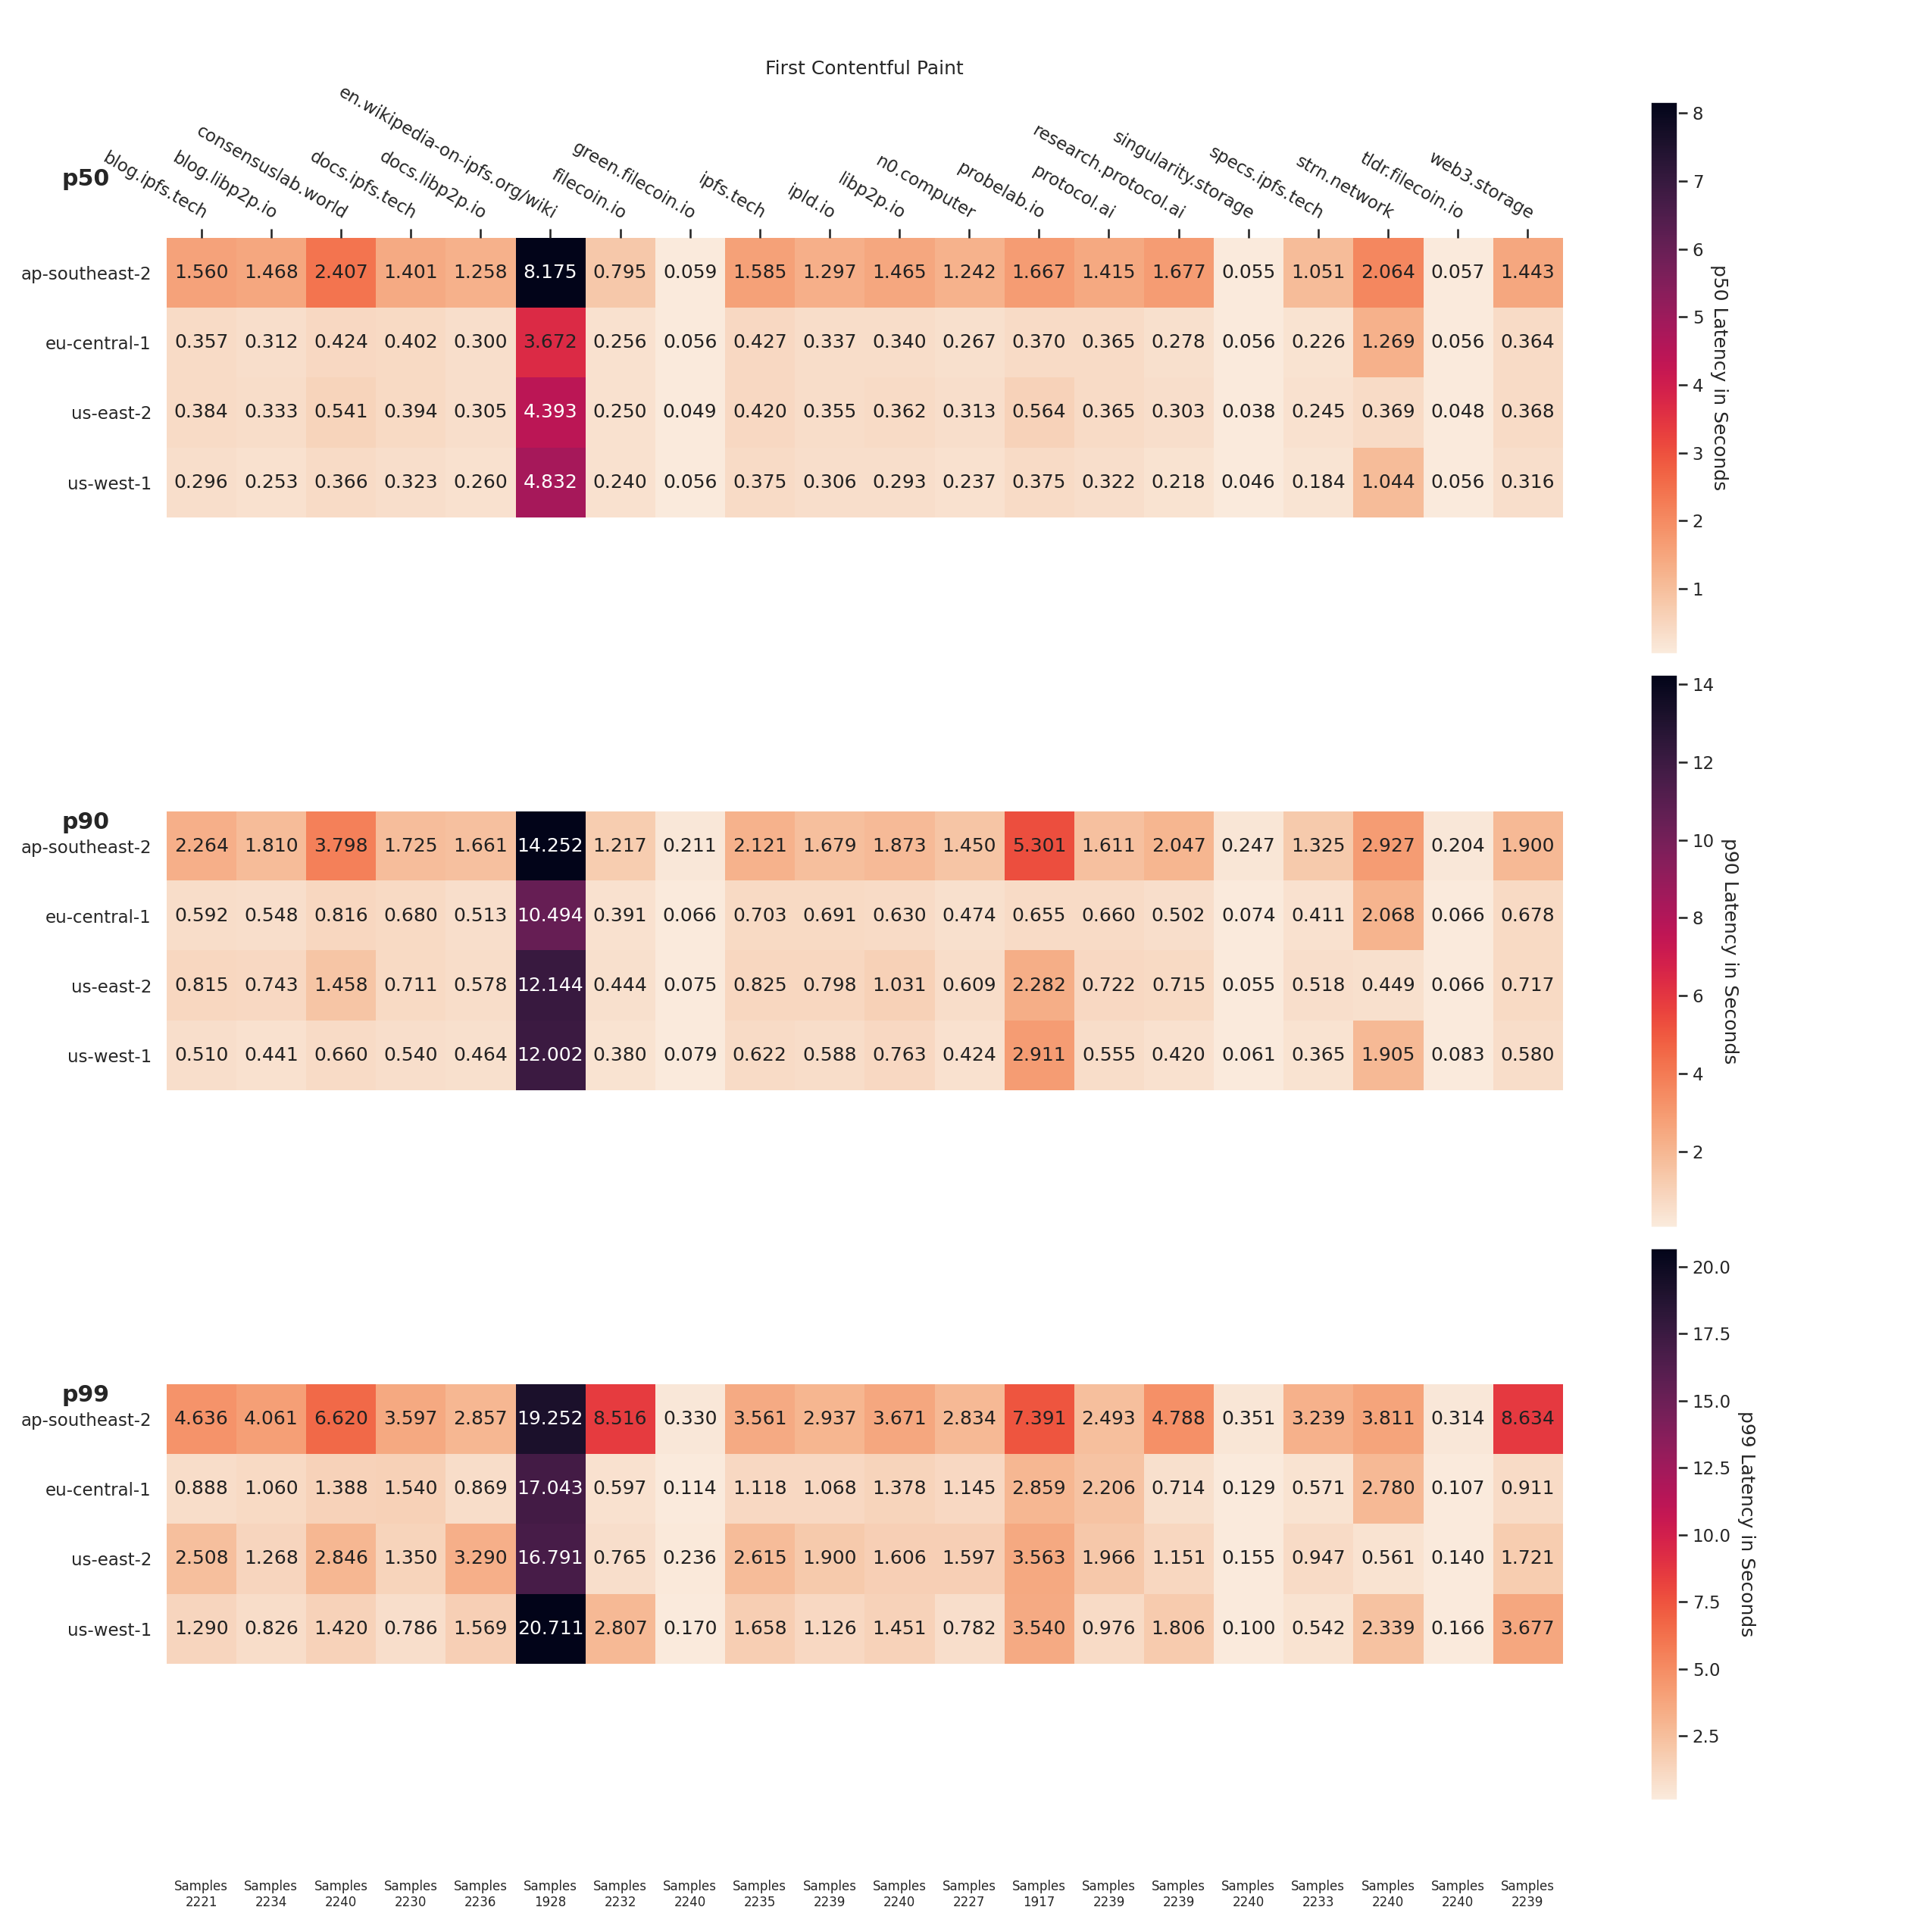 First Contentful Paint
p50
blog.ipfs.tech
blog.libp2p.io
consensuslab.world
docs.ipfs.tech
docs.libp2p.io
en.wikipedia-on-ipfs.org/wiki
filecoin.io
green.filecoin.io
ipfs.tech
ipld.io
libp2p.io
n0.computer
probelab.io
protocol.ai
research.protocol.ai
singularity.storage
specs.ipfs.tech
strn.network
tldr.filecoin.io
web3.storage
ap-southeast-2 1.560 1.468 2.407 1.401 1.258 8.175 0.795 0.059 1.585 1.297 1.465 1.242 1.667 1.415 1.677 0.055 1.051 2.064 0.057 1.443
eu-central-1 0.357 0.312 0.424 0.402 0.300 3.672 0.256 0.056 0.427 0.337 0.340 0.267 0.370 0.365 0.278 0.056 0.226 1.269 0.056 0.364
us-east-2 0.384 0.333 0.541 0.394 0.305 4.393 0.250 0.049 0.420 0.355 0.362 0.313 0.564 0.365 0.303 0.038 0.245 0.369 0.048 0.368
us-west-1 0.296 0.253 0.366 0.323 0.260 4.832 0.240 0.056 0.375 0.306 0.293 0.237 0.375 0.322 0.218 0.046 0.184 1.044 0.056 0.316
8
7
6
5
4
3
2
1
p50 Latency in Seconds
p90
ap-southeast-2 2.264 1.810 3.798 1.725 1.661 14.252 1.217 0.211 2.121 1.679 1.873 1.450 5.301 1.611 2.047 0.247 1.325 2.927 0.204 1.900
eu-central-1 0.592 0.548 0.816 0.680 0.513 10.494 0.391 0.066 0.703 0.691 0.630 0.474 0.655 0.660 0.502 0.074 0.411 2.068 0.066 0.678
us-east-2 0.815 0.743 1.458 0.711 0.578 12.144 0.444 0.075 0.825 0.798 1.031 0.609 2.282 0.722 0.715 0.055 0.518 0.449 0.066 0.717
us-west-1 0.510 0.441 0.660 0.540 0.464 12.002 0.380 0.079 0.622 0.588 0.763 0.424 2.911 0.555 0.420 0.061 0.365 1.905 0.083 0.580
14
12
10
8
6
4
2
p90 Latency in Seconds
p99
ap-southeast-2 4.636 4.061 6.620 3.597 2.857 19.252 8.516 0.330 3.561 2.937 3.671 2.834 7.391 2.493 4.788 0.351 3.239 3.811 0.314 8.634
eu-central-1 0.888 1.060 1.388 1.540 0.869 17.043 0.597 0.114 1.118 1.068 1.378 1.145 2.859 2.206 0.714 0.129 0.571 2.780 0.107 0.911
us-east-2 2.508 1.268 2.846 1.350 3.290 16.791 0.765 0.236 2.615 1.900 1.606 1.597 3.563 1.966 1.151 0.155 0.947 0.561 0.140 1.721
us-west-1 1.290 0.826 1.420 0.786 1.569 20.711 2.807 0.170 1.658 1.126 1.451 0.782 3.540 0.976 1.806 0.100 0.542 2.339 0.166 3.677
20.0
17.5
15.0
12.5
10.0
7.5
5.0
2.5
p99 Latency in Seconds
Samples Samples Samples Samples Samples Samples Samples Samples Samples Samples Samples Samples Samples Samples Samples Samples Samples Samples Samples Samples
2221 2234 2240 2230 2236 1928 2232 2240 2235 2239 2240 2227 1917 2239 2239 2240 2233 2240 2240 2239